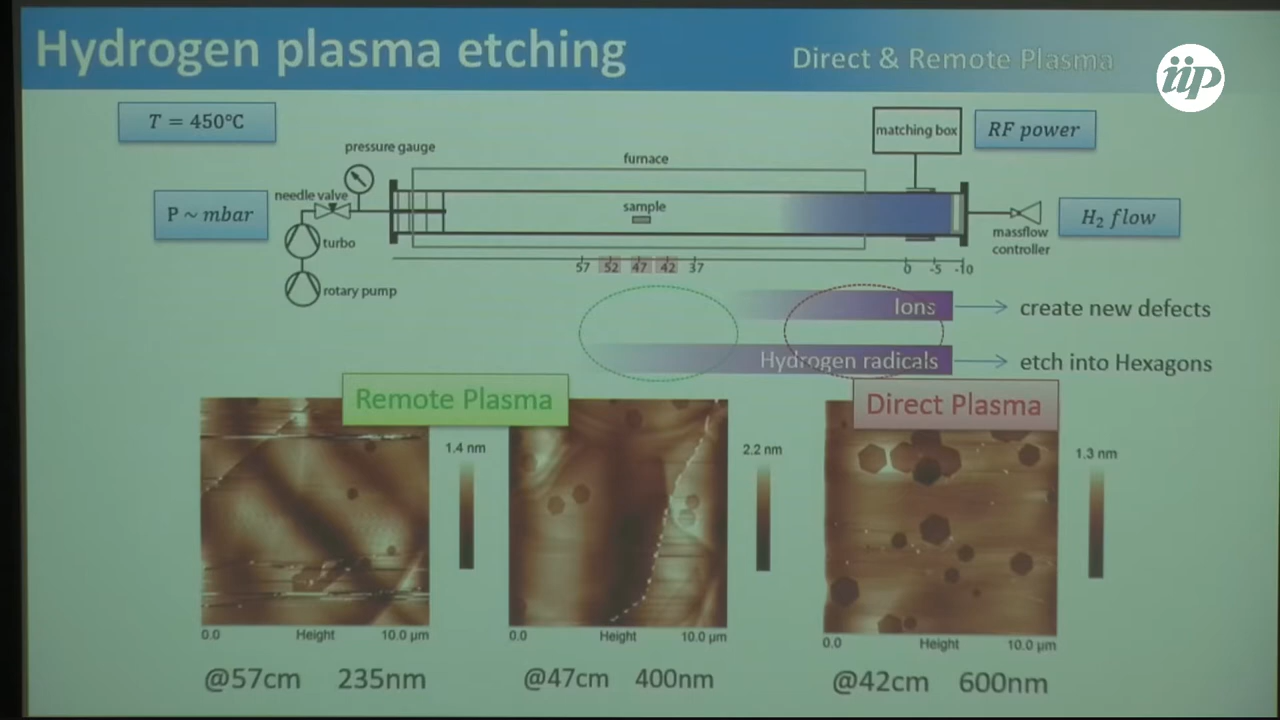 Hydrogen plasma etching
Direct & Remote Plasma
iip
T = 450°C
pressure gauge
furnace
matching box
RF power
needle valve
P ~ mbar
sample
H₂ flow
massflow
controller
turbo
57 52 47 42 37 0 -5 -10
rotary pump
Ions
create new defects
Hydrogen radicals
etch into Hexagons
Remote Plasma
Direct Plasma
1.4 nm
2.2 nm
1.3 nm
0.0 Height 10.0 µm
0.0 Height 10.0 µm
0.0 Height 10.0 µm
@57cm 235nm
@47cm 400nm
@42cm 600nm